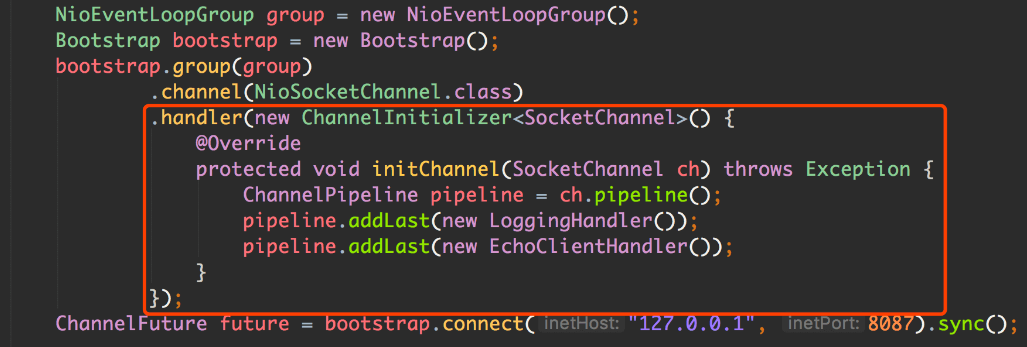 NioEventLoopGroup group = new NioEventLoopGroup();
Bootstrap bootstrap = new Bootstrap();
bootstrap.group(group)
.channel(NioSocketChannel.class)
.handler(new ChannelInitializer<SocketChannel>() {
@Override
protected void initChannel(SocketChannel ch) throws Exception {
ChannelPipeline pipeline = ch.pipeline();
pipeline.addLast(new LoggingHandler());
pipeline.addLast(new EchoClientHandler());
}
});
ChannelFuture future = bootstrap.connect( inetHost: "127.0.0.1", inetPort: 8087).sync();